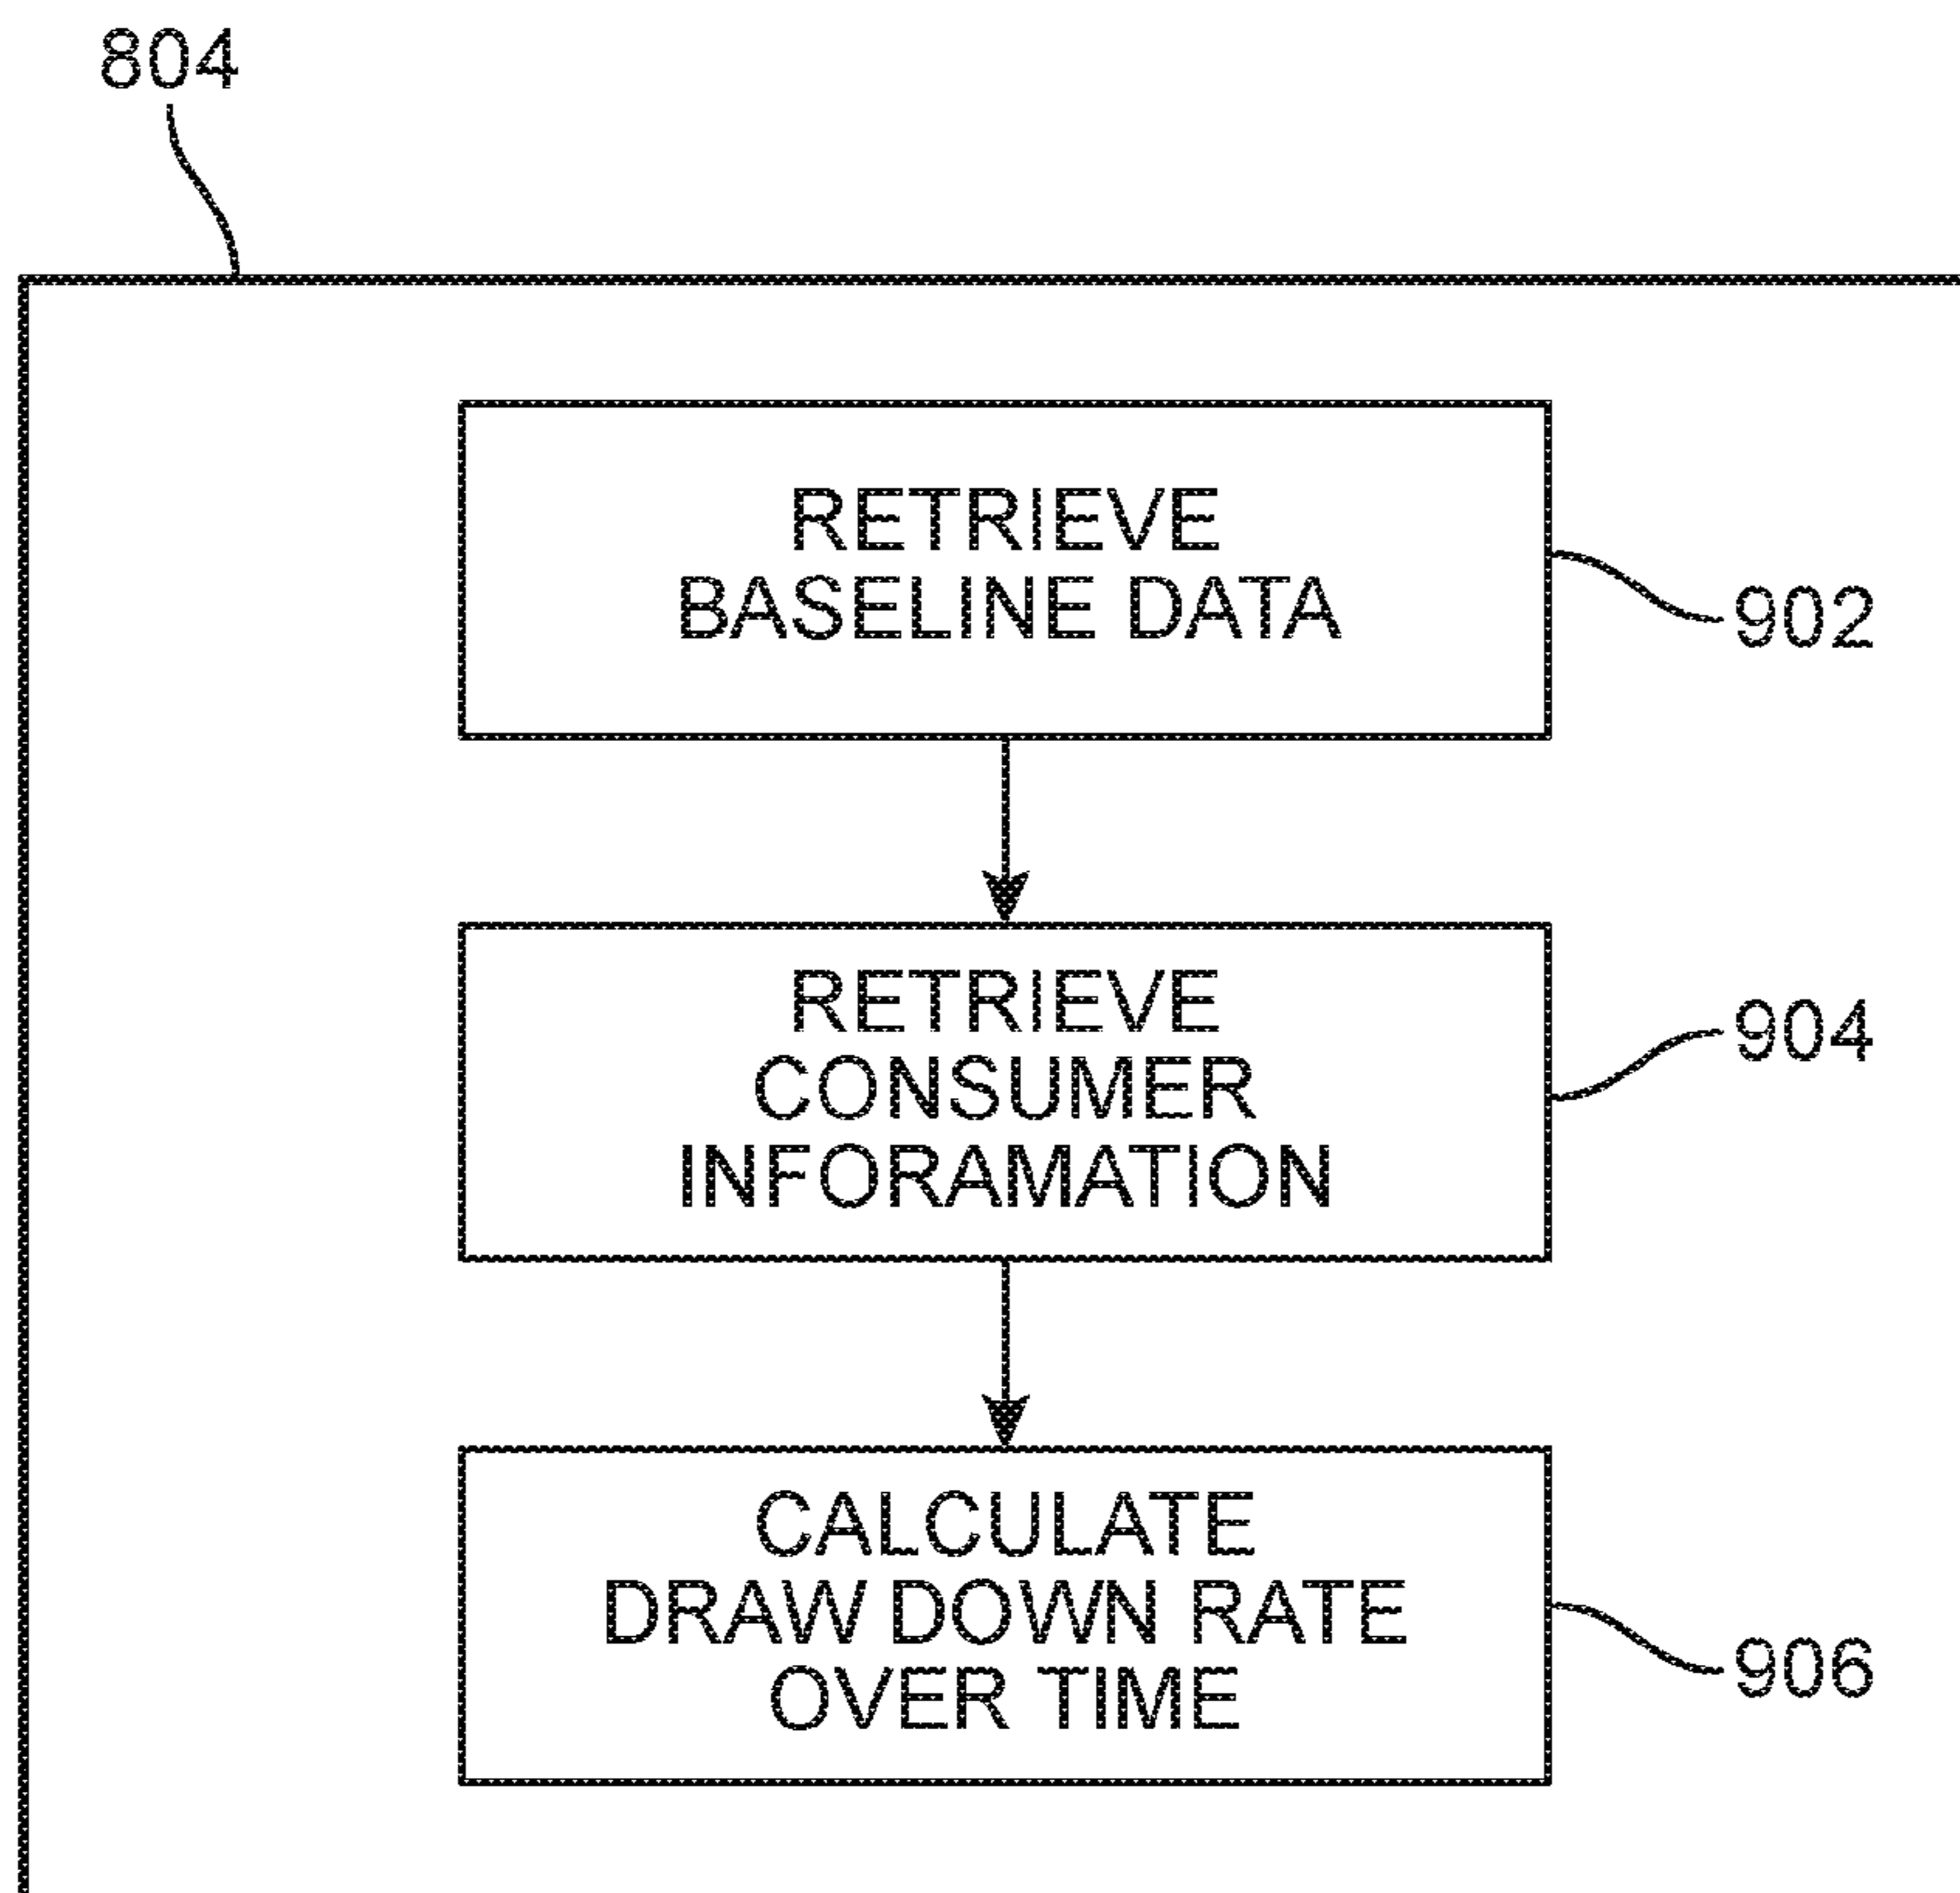 804
RETRIEVE
BASELINE DATA
902
RETRIEVE
CONSUMER
INFORAMATION
904
CALCULATE
DRAW DOWN RATE
OVER TIME
906